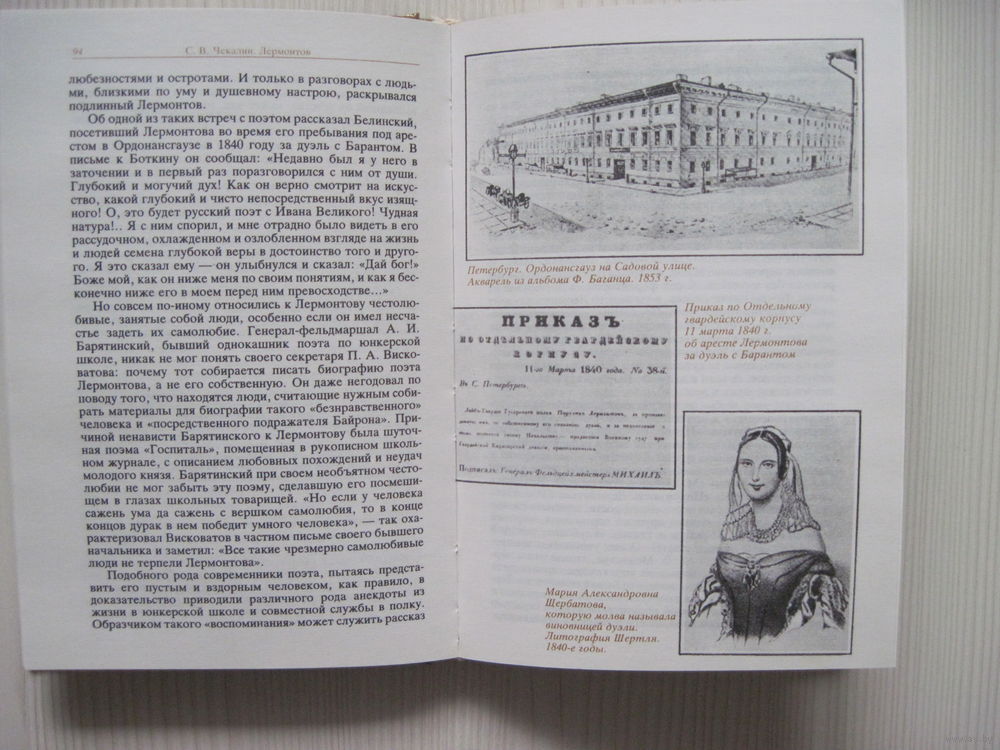 94
С. В. Чекалин. Лермонтов
любезностями и остротами. И только в разговорах с людь-
ми, близкими по уму и душевному настрою, раскрывался
подлинный Лермонтов.
Об одной из таких встреч с поэтом рассказал Белинский,
посетивший Лермонтова во время его пребывания под аре-
стом в Ордонансгаузе в 1840 году за дуэль с Барантом. В
письме к Боткину он сообщал: «Недавно был я у него в
заточении и в первый раз поразговорился с ним от души.
Глубокий и могучий дух! Как он верно смотрит на искус-
ство, какой глубокий и чисто непосредственный вкус изящ-
ного! О, это будет русский поэт с Ивана Великого! Чудная
натура!.. Я с ним спорил, и мне отрадно было видеть в его
рассудочном, охлажденном и озлобленном взгляде на жизнь
и людей семена глубокой веры в достоинство того и друго-
го. Я это сказал ему — он улыбнулся и сказал: «Дай бог!»
Боже мой, как он ниже меня по своим понятиям, и как я бес-
конечно ниже его в моем перед ним превосходстве...»
Но совсем по-иному относились к Лермонтову честолю-
бивые, занятые собой люди, особенно если он имел несча-
стье задеть их самолюбие. Генерал-фельдмаршал А. И.
Барятинский, бывший однокашник поэта по юнкерской
школе, никак не мог понять своего секретаря П. А. Виско-
ватова: почему тот собирается писать биографию поэта
Лермонтова, а не его собственную. Он даже негодовал по
поводу того, что находятся люди, считающие нужным соби-
рать материалы для биографии такого «безнравственного»
человека и «посредственного подражателя Байрона». При-
чиной ненависти Барятинского к Лермонтову была шуточ-
ная поэма «Госпиталь», помещенная в рукописном школь-
ном журнале, с описанием любовных похождений и неудач
молодого князя. Барятинский при своем необъятном често-
любии не мог забыть эту поэму, сделавшую его посмеши-
щем в глазах школьных товарищей. «Но если у человека
сажень ума да сажень с вершком самолюбия, то в конце
концов дурак в нем победит умного человека», — так оха-
рактеризовал Висковатов в частном письме своего бывшего
начальника и заметил: «Все такие чрезмерно самолюбивые
люди не терпели Лермонтова».
Подобного рода современники поэта, пытаясь предста-
вить его пустым и вздорным человеком, как правило, в
доказательство приводили различного рода анекдоты из
жизни в юнкерской школе и совместной службы в полку.
Образчиком такого «воспоминания» может служить рассказ
Петербург. Ордонансгауз на Садовой улице.
Акварель из альбома Ф. Баганца. 1853 г.
ПРИКАЗЪ
ПО ОТДѢЛЬНОМУ ГВАРДЕЙСКОМУ
КОРПУСУ.
11-го Марта 1840 года. № 38-й.
Въ С. Петербургѣ.
Подписалъ: Генералъ-Фельдцейхмейстеръ МИХАИЛЪ
Приказ по Отдельному
гвардейскому корпусу
11 марта 1840 г.
об аресте Лермонтова
за дуэль с Барантом
Мария Александровна
Щербатова,
которую молва называла
виновницей дуэли.
Литография Шертля.
1840-е годы.